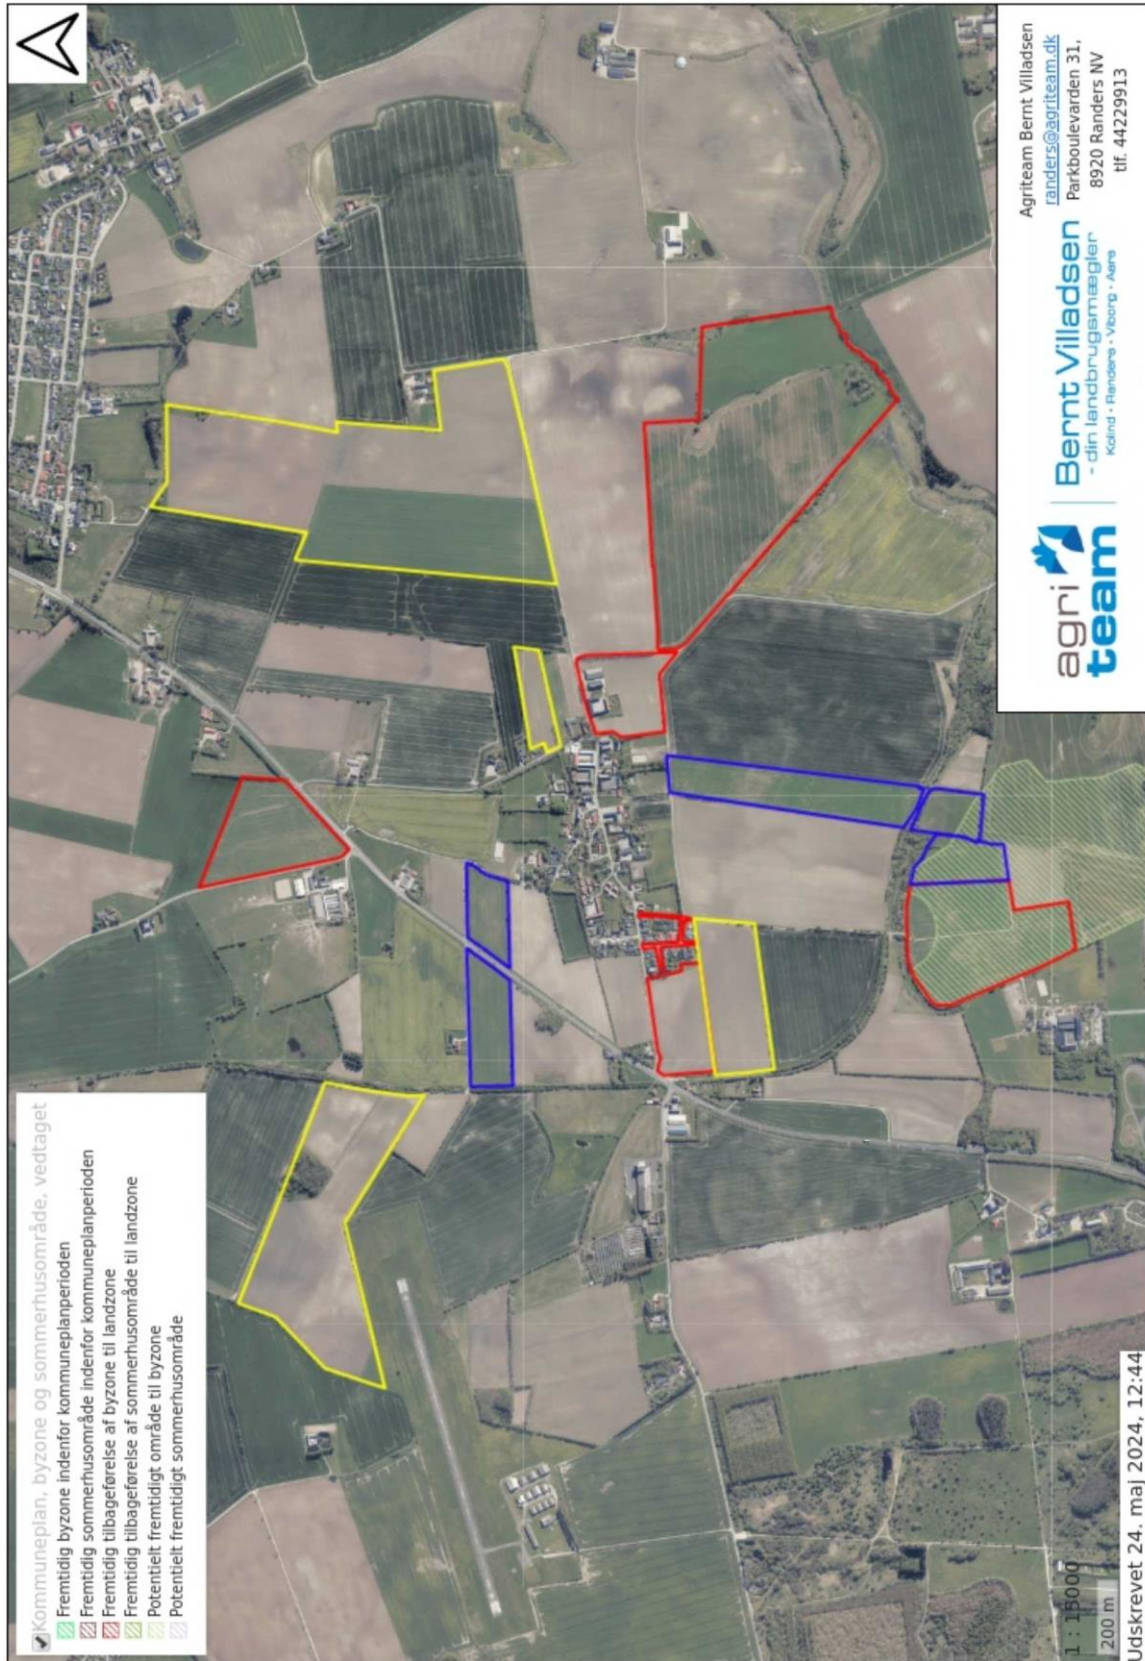 Kommuneplan, byzone og sommerhusområde, vedtaget
Fremtidig byzone indenfor kommuneplanperioden
Fremtidig sommerhusområde indenfor kommuneplanperioden
Fremtidig tilbageførelse af byzone til landzone
Fremtidig tilbageførelse af sommerhusområde til landzone
Potentielt fremtidigt område til byzone
Potentielt fremtidigt sommerhusområde
1 : 15000
200 m
Udskrevet 24. maj 2024, 12:44
agri
team
Bernt Villadsen
- din landbrugsmægler
Kolind · Randers · Viborg · Aars
Agriteam Bernt Villadsen
randers@agriteam.dk
Parkboulevarden 31,
8920 Randers NV
tlf. 44229913